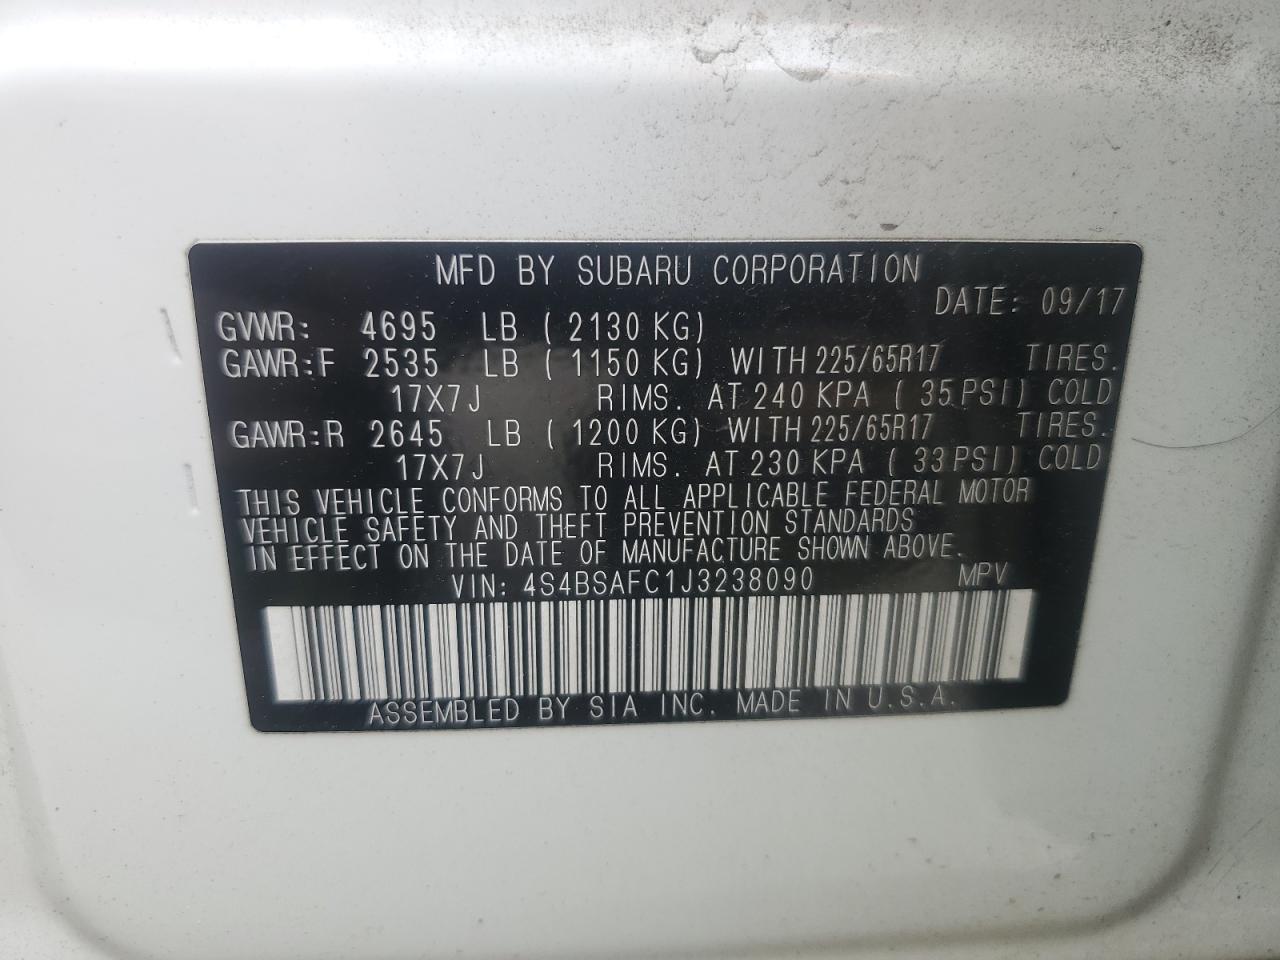 MFD BY SUBARU CORPORATION
DATE: 09/17
GVWR: 4695 LB ( 2130 KG)
GAWR:F 2535 LB ( 1150 KG) WITH 225/65R17 TIRES.
17X7J RIMS. AT 240 KPA ( 35 PSI) COLD
GAWR:R 2645 LB ( 1200 KG) WITH 225/65R17 TIRES.
17X7J RIMS. AT 230 KPA ( 33 PSI) COLD
THIS VEHICLE CONFORMS TO ALL APPLICABLE FEDERAL MOTOR
VEHICLE SAFETY AND THEFT PREVENTION STANDARDS
IN EFFECT ON THE DATE OF MANUFACTURE SHOWN ABOVE.
VIN: 4S4BSAFC1J3238090 MPV
ASSEMBLED BY SIA INC. MADE IN U.S.A.